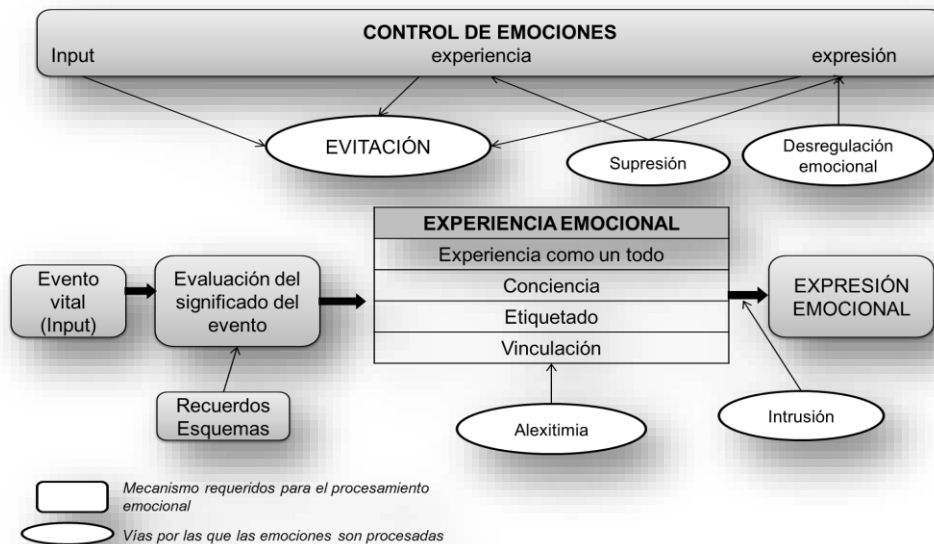 CONTROL DE EMOCIONES
Input experiencia expresión
EVITACIÓN
Supresión
Desregulación
emocional
EXPERIENCIA EMOCIONAL
Experiencia como un todo
Conciencia
Etiquetado
Vinculación
Evento
vital
(Input)
Evaluación del
significado del
evento
EXPRESIÓN
EMOCIONAL
Recuerdos
Esquemas
Alexitimia
Intrusión
Mecanismo requeridos para el procesamiento
emocional
Vías por las que las emociones son procesadas